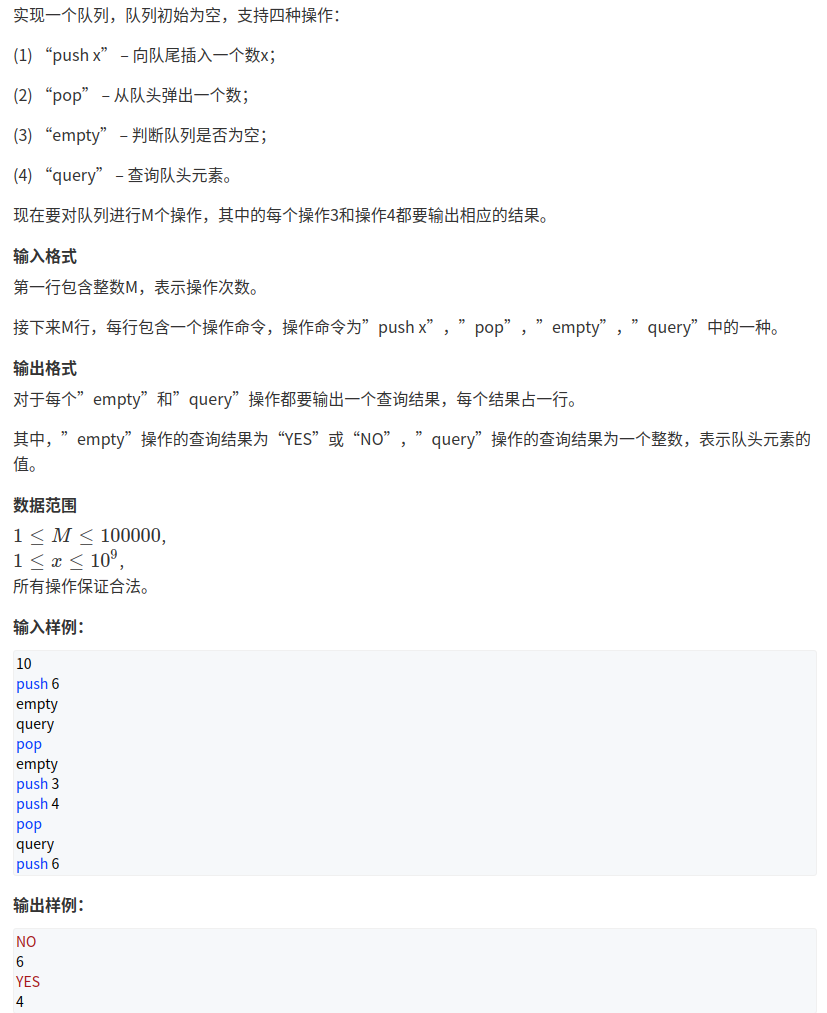 实现一个队列，队列初始为空，支持四种操作：
(1) “push x” – 向队尾插入一个数x；
(2) “pop” – 从队头弹出一个数；
(3) “empty” – 判断队列是否为空；
(4) “query” – 查询队头元素。
现在要对队列进行M个操作，其中的每个操作3和操作4都要输出相应的结果。
输入格式
第一行包含整数M，表示操作次数。
接下来M行，每行包含一个操作命令，操作命令为”push x”，”pop”，”empty”，”query”中的一种。
输出格式
对于每个”empty”和”query”操作都要输出一个查询结果，每个结果占一行。
其中，”empty”操作的查询结果为“YES”或“NO”，”query”操作的查询结果为一个整数，表示队头元素的
值。
数据范围
1 ≤ M ≤ 100000,
1 ≤ x ≤ 10⁹,
所有操作保证合法。
输入样例：
10
push 6
empty
query
pop
empty
push 3
push 4
pop
query
push 6
输出样例：
NO
6
YES
4